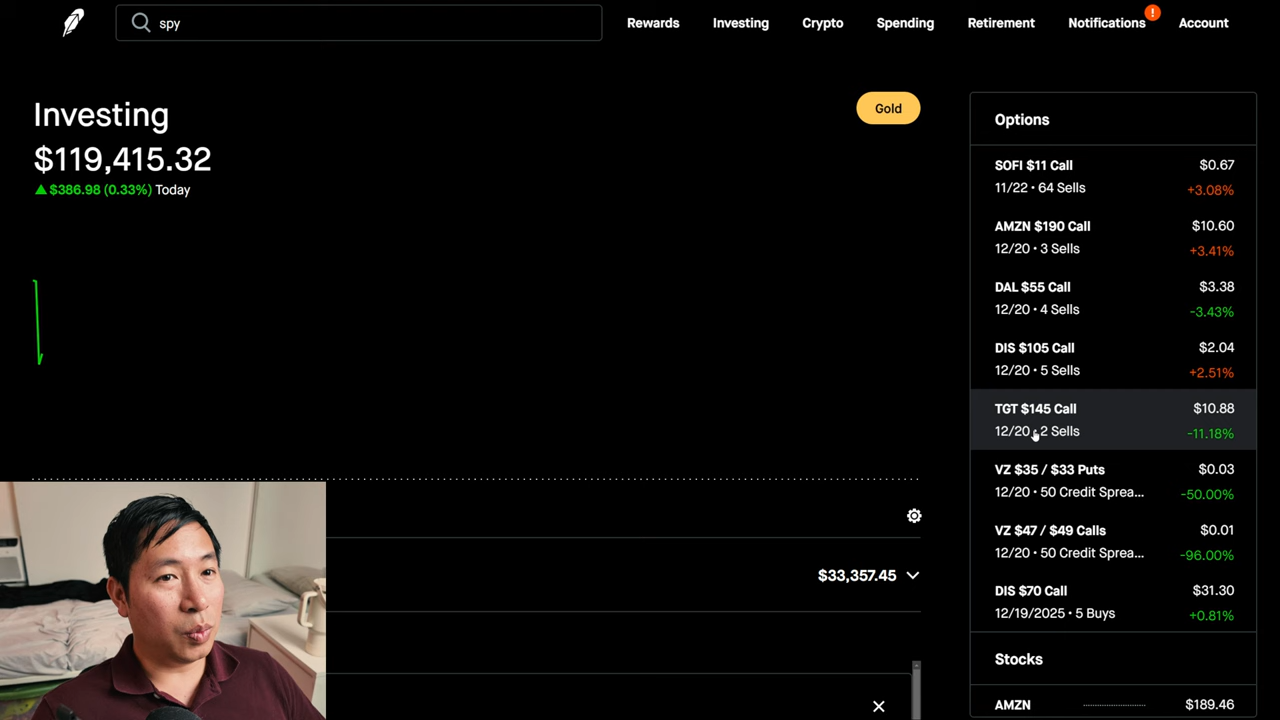 spy
Rewards
Investing
Crypto
Spending
Retirement
Notifications
!
Account
Investing
$119,415.32
▲$386.98 (0.33%) Today
Gold
$33,357.45
Options
SOFI $11 Call $0.67
11/22 • 64 Sells +3.08%
AMZN $190 Call $10.60
12/20 • 3 Sells +3.41%
DAL $55 Call $3.38
12/20 • 4 Sells -3.43%
DIS $105 Call $2.04
12/20 • 5 Sells +2.51%
TGT $145 Call $10.88
12/20 • 2 Sells -11.18%
VZ $35 / $33 Puts $0.03
12/20 • 50 Credit Sprea... -50.00%
VZ $47 / $49 Calls $0.01
12/20 • 50 Credit Sprea... -96.00%
DIS $70 Call $31.30
12/19/2025 • 5 Buys +0.81%
Stocks
AMZN $189.46